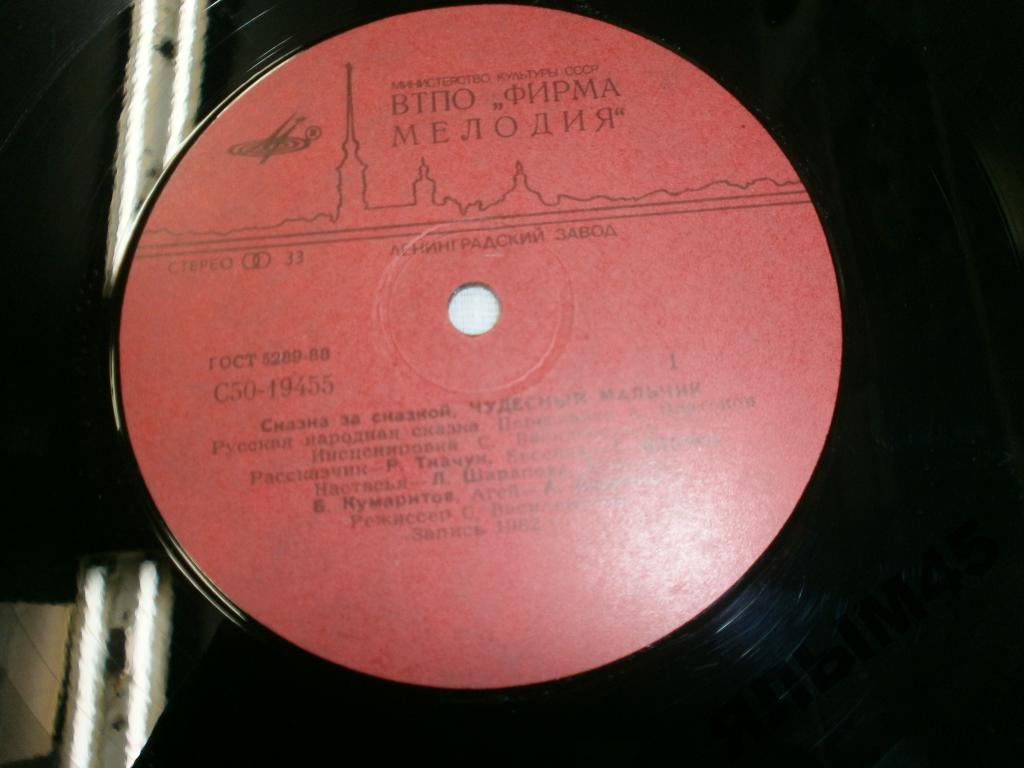 МИНИСТЕРСТВО КУЛЬТУРЫ СССР
ВТПО „ФИРМА
МЕЛОДИЯ“
®
ЛЕНИНГРАДСКИЙ ЗАВОД
СТЕРЕО 33
ГОСТ 5289-88
С50-19455
1
Сказка за сказкой. ЧУДЕСНЫЙ МАЛЬЧИК
Русская народная сказка
Инсценировка С.
Рассказчик—Р. Ткачук,
Настасья—Л. Шарапова
Б. Кумаритов, Агей—А.
Режиссер С.
Запись 1982
ЯДЫМ45